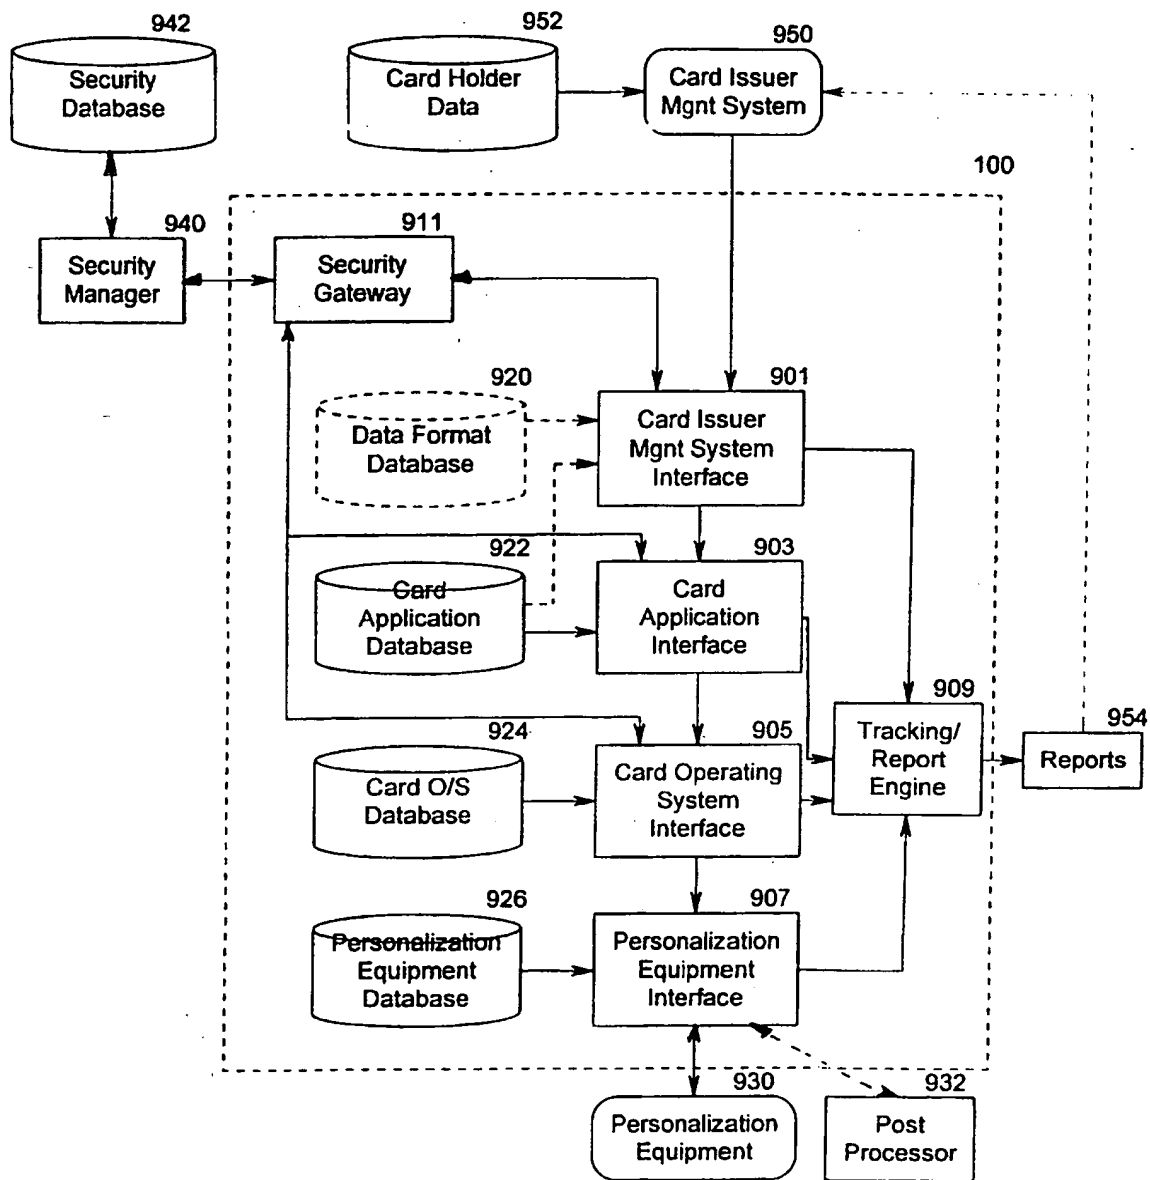 942
Security
Database
952
Card Holder
Data
950
Card Issuer
Mgnt System
100
940
Security
Manager
911
Security
Gateway
920
Data Format
Database
901
Card Issuer
Mgnt System
Interface
922
Card
Application
Database
903
Card
Application
Interface
909
Tracking/
Report
Engine
954
Reports
924
Card O/S
Database
905
Card Operating
System
Interface
926
Personalization
Equipment
Database
907
Personalization
Equipment
Interface
930
Personalization
Equipment
932
Post
Processor